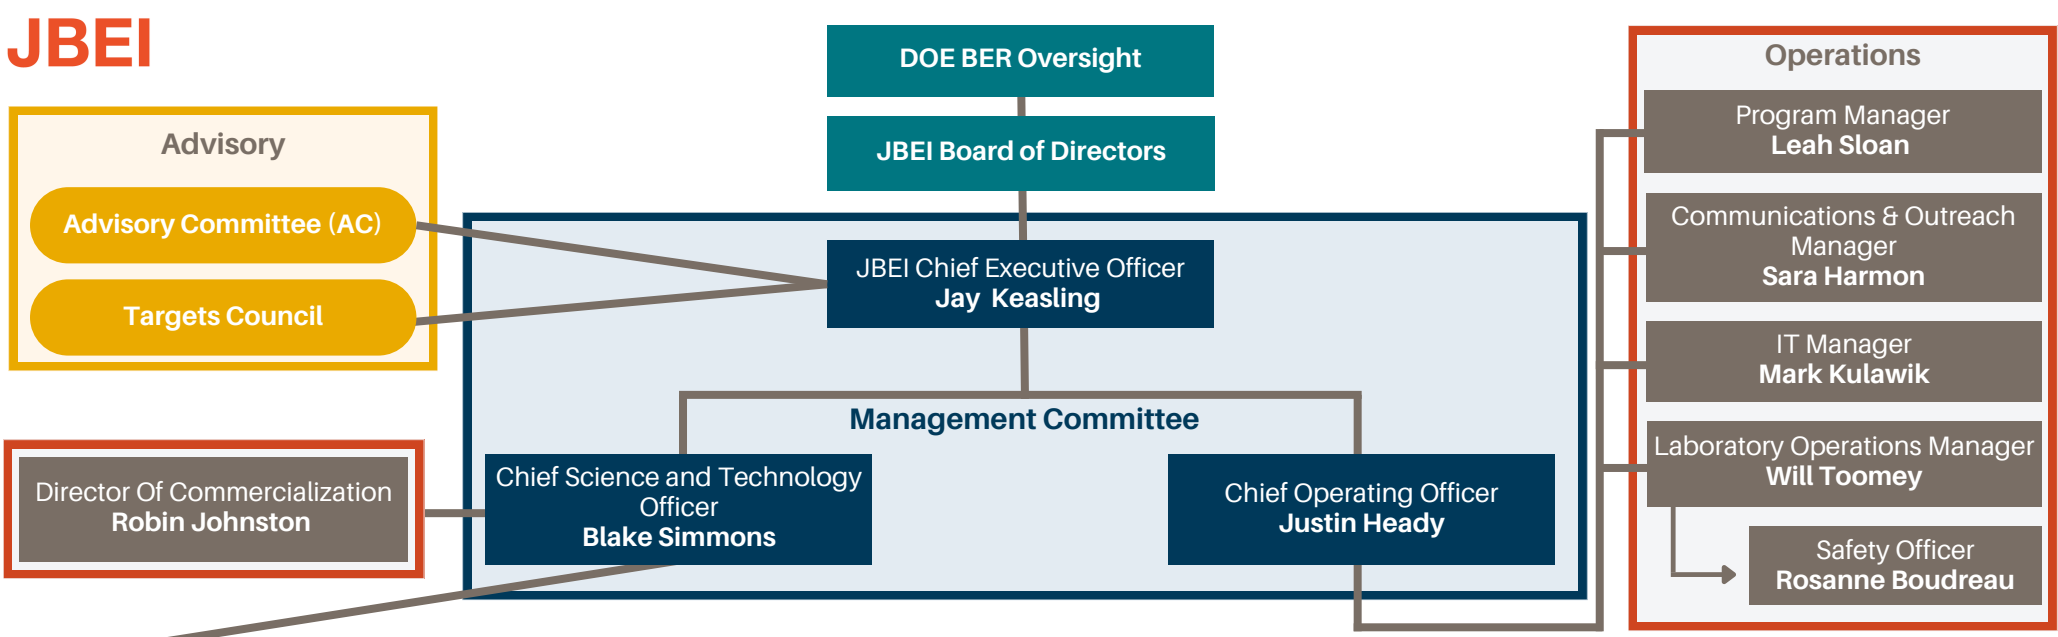 JBEI
DOE BER Oversight
JBEI Board of Directors
Advisory
Advisory Committee (AC)
Targets Council
JBEI Chief Executive Officer
Jay Keasling
Management Committee
Director Of Commercialization
Robin Johnston
Chief Science and Technology
Officer
Blake Simmons
Chief Operating Officer
Justin Heady
Operations
Program Manager
Leah Sloan
Communications & Outreach
Manager
Sara Harmon
IT Manager
Mark Kulawik
Laboratory Operations Manager
Will Toomey
Safety Officer
Rosanne Boudreau